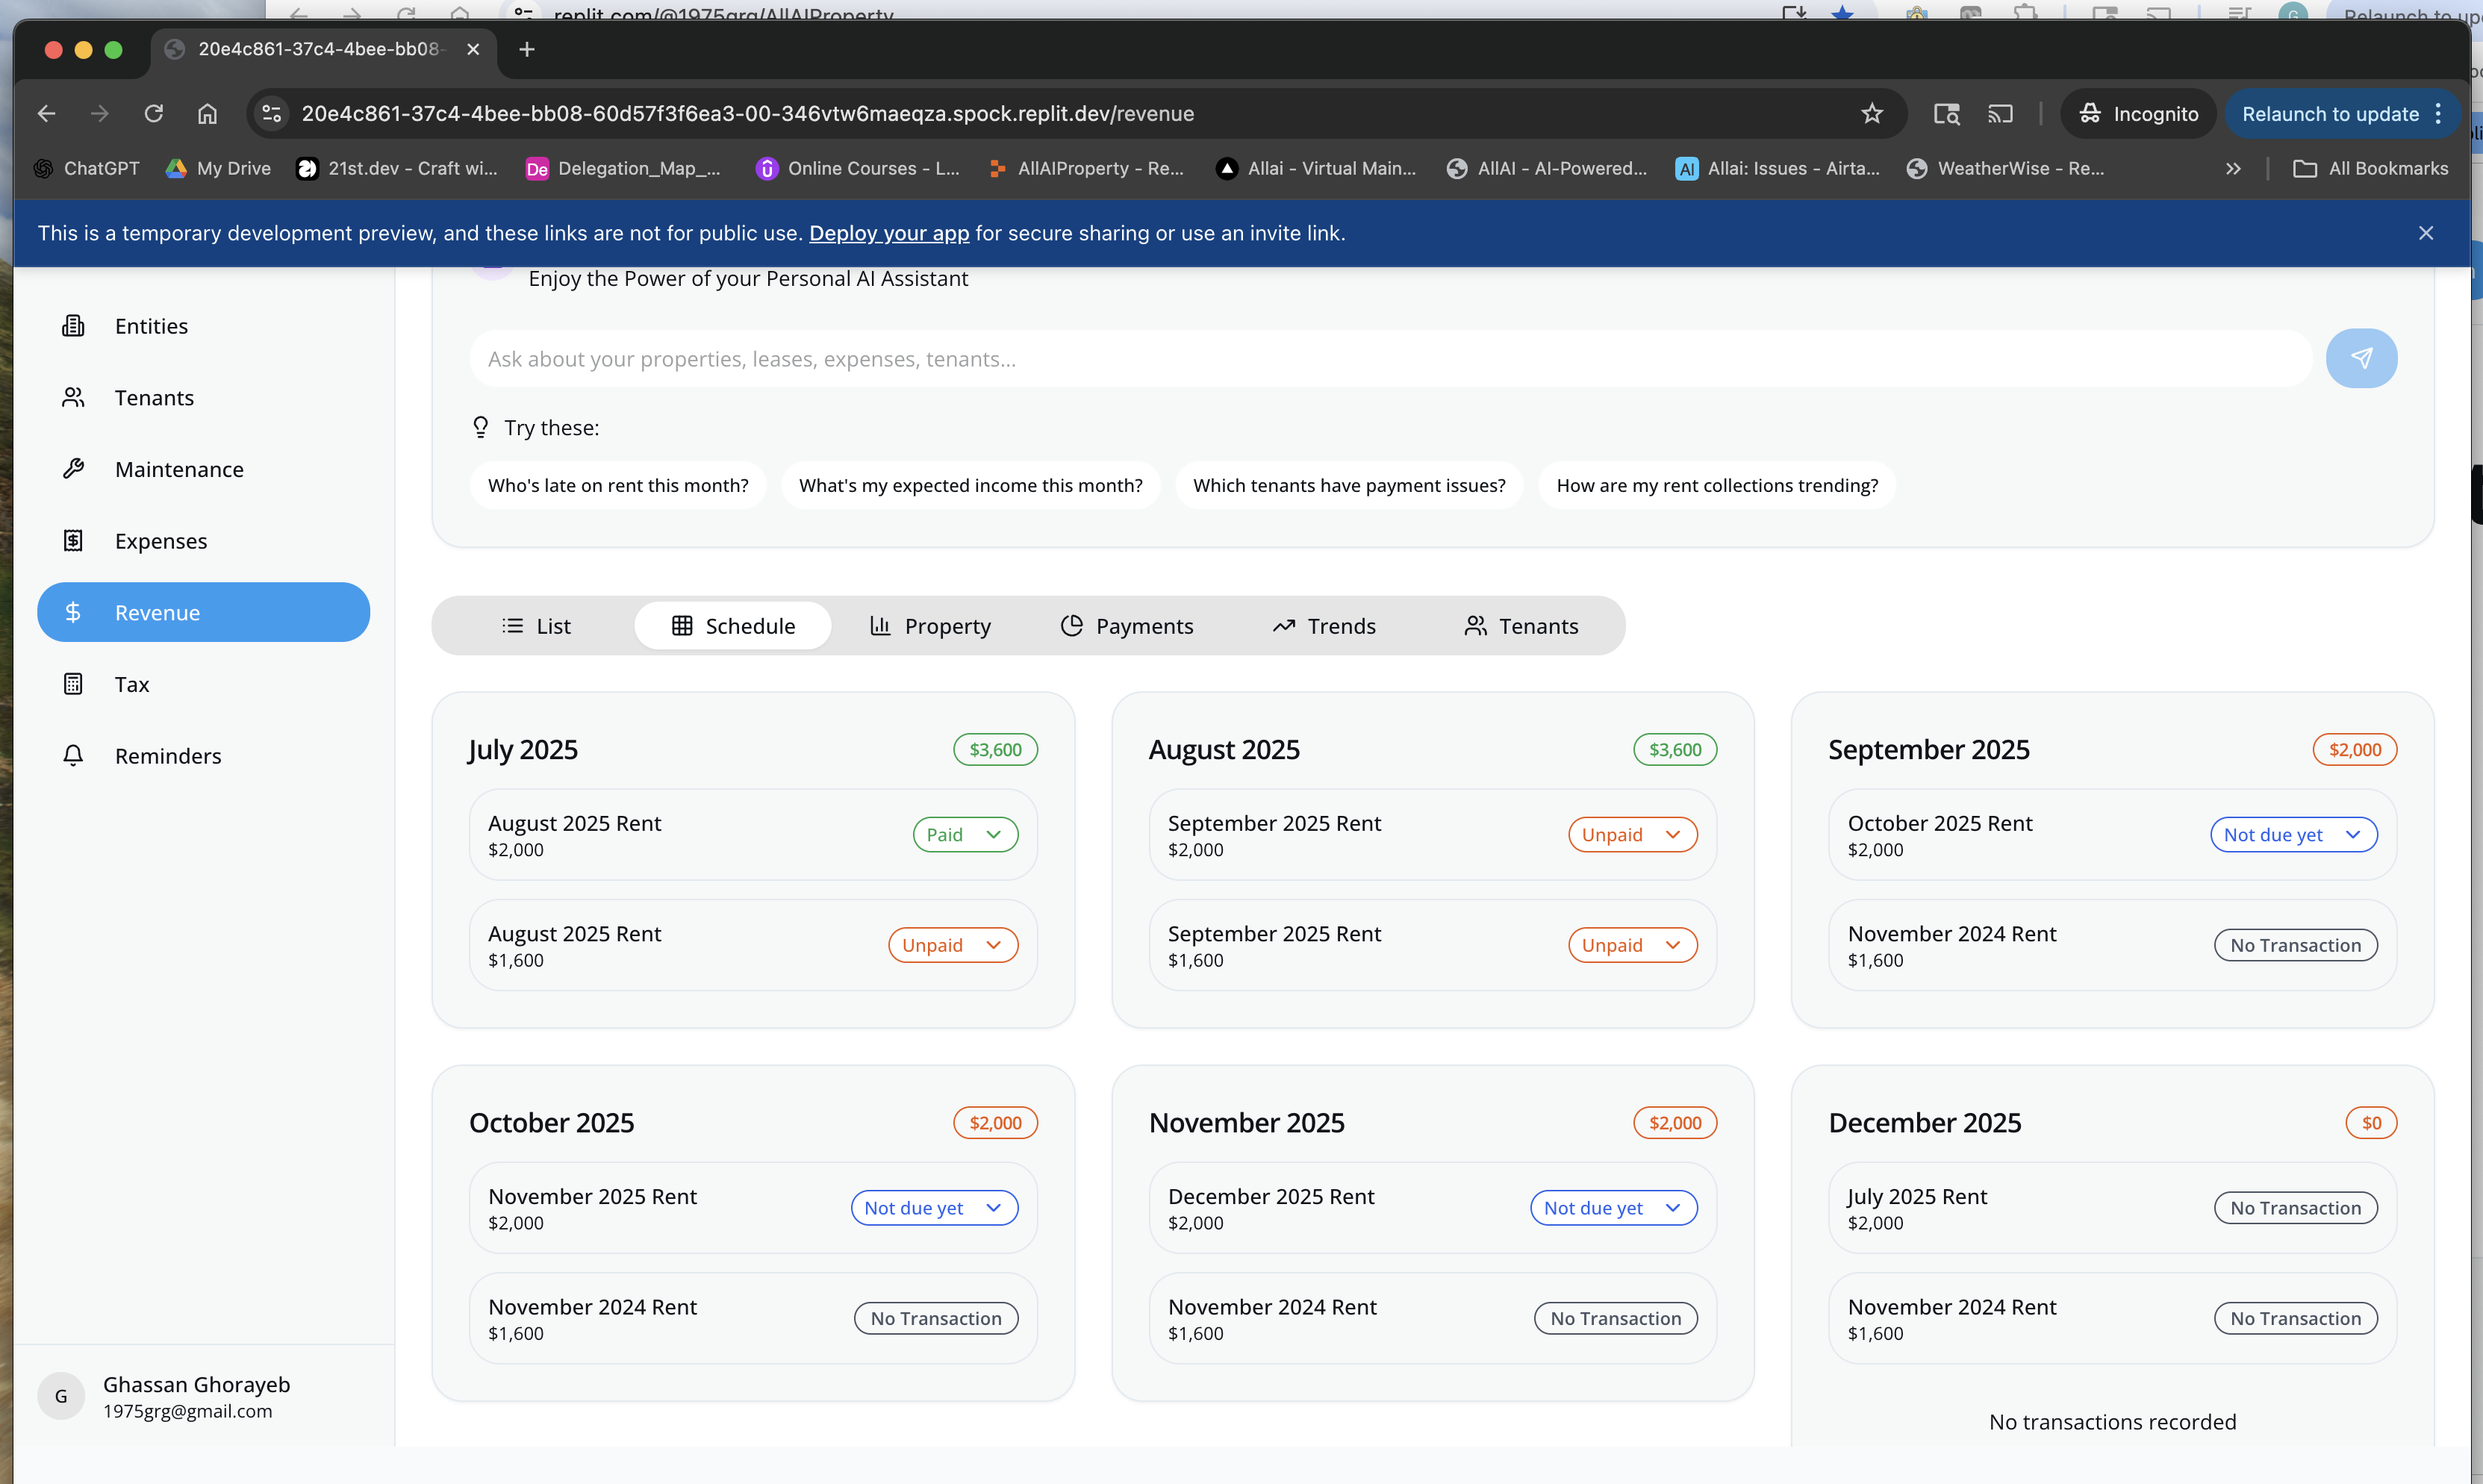 replit.com/@1975grg/AllAIProperty
20e4c861-37c4-4bee-bb08-
20e4c861-37c4-4bee-bb08-60d57f3f6ea3-00-346vtw6maeqza.spock.replit.dev/revenue
Incognito
Relaunch to update
ChatGPT
My Drive
21st.dev - Craft wi...
De
Delegation_Map_...
Online Courses - L...
AllAIProperty - Re...
Allai - Virtual Main...
AllAI - AI-Powered...
AI
Allai: Issues - Airta...
WeatherWise - Re...
All Bookmarks
This is a temporary development preview, and these links are not for public use. Deploy your app for secure sharing or use an invite link.
Enjoy the Power of your Personal AI Assistant
Ask about your properties, leases, expenses, tenants...
Try these:
Who's late on rent this month?
What's my expected income this month?
Which tenants have payment issues?
How are my rent collections trending?
Entities
Tenants
Maintenance
Expenses
Revenue
Tax
Reminders
Ghassan Ghorayeb
G
1975grg@gmail.com
List
Schedule
Property
Payments
Trends
Tenants
July 2025
$3,600
August 2025 Rent
$2,000
Paid
August 2025 Rent
$1,600
Unpaid
August 2025
$3,600
September 2025 Rent
$2,000
Unpaid
September 2025 Rent
$1,600
Unpaid
September 2025
$2,000
October 2025 Rent
$2,000
Not due yet
November 2024 Rent
$1,600
No Transaction
October 2025
$2,000
November 2025 Rent
$2,000
Not due yet
November 2024 Rent
$1,600
No Transaction
November 2025
$2,000
December 2025 Rent
$2,000
Not due yet
November 2024 Rent
$1,600
No Transaction
December 2025
$0
July 2025 Rent
$2,000
No Transaction
November 2024 Rent
$1,600
No Transaction
No transactions recorded